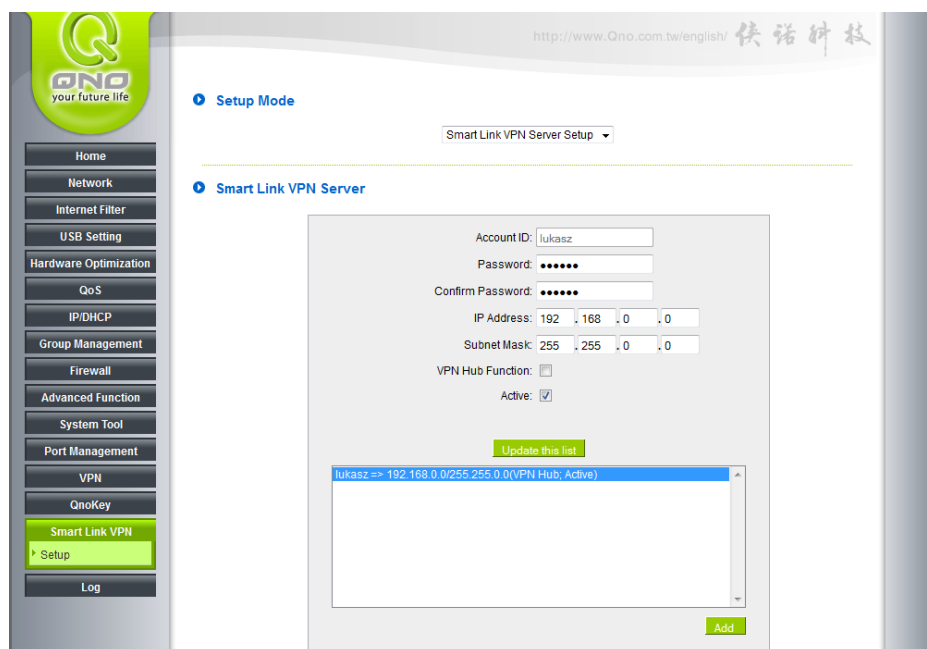 http://www.Qno.com.tw/english/ 侠诺科技
QNO
your future life
Home
Network
Internet Filter
USB Setting
Hardware Optimization
QoS
IP/DHCP
Group Management
Firewall
Advanced Function
System Tool
Port Management
VPN
QnoKey
Smart Link VPN
Setup
Log
Setup Mode
Smart Link VPN Server Setup
Smart Link VPN Server
Account ID: lukasz
Password: ●●●●●●
Confirm Password: ●●●●●●
IP Address: 192 . 168 . 0 . 0
Subnet Mask: 255 . 255 . 0 . 0
VPN Hub Function:
Active:
Update this list
lukasz => 192.168.0.0/255.255.0.0(VPN Hub; Active)
Add